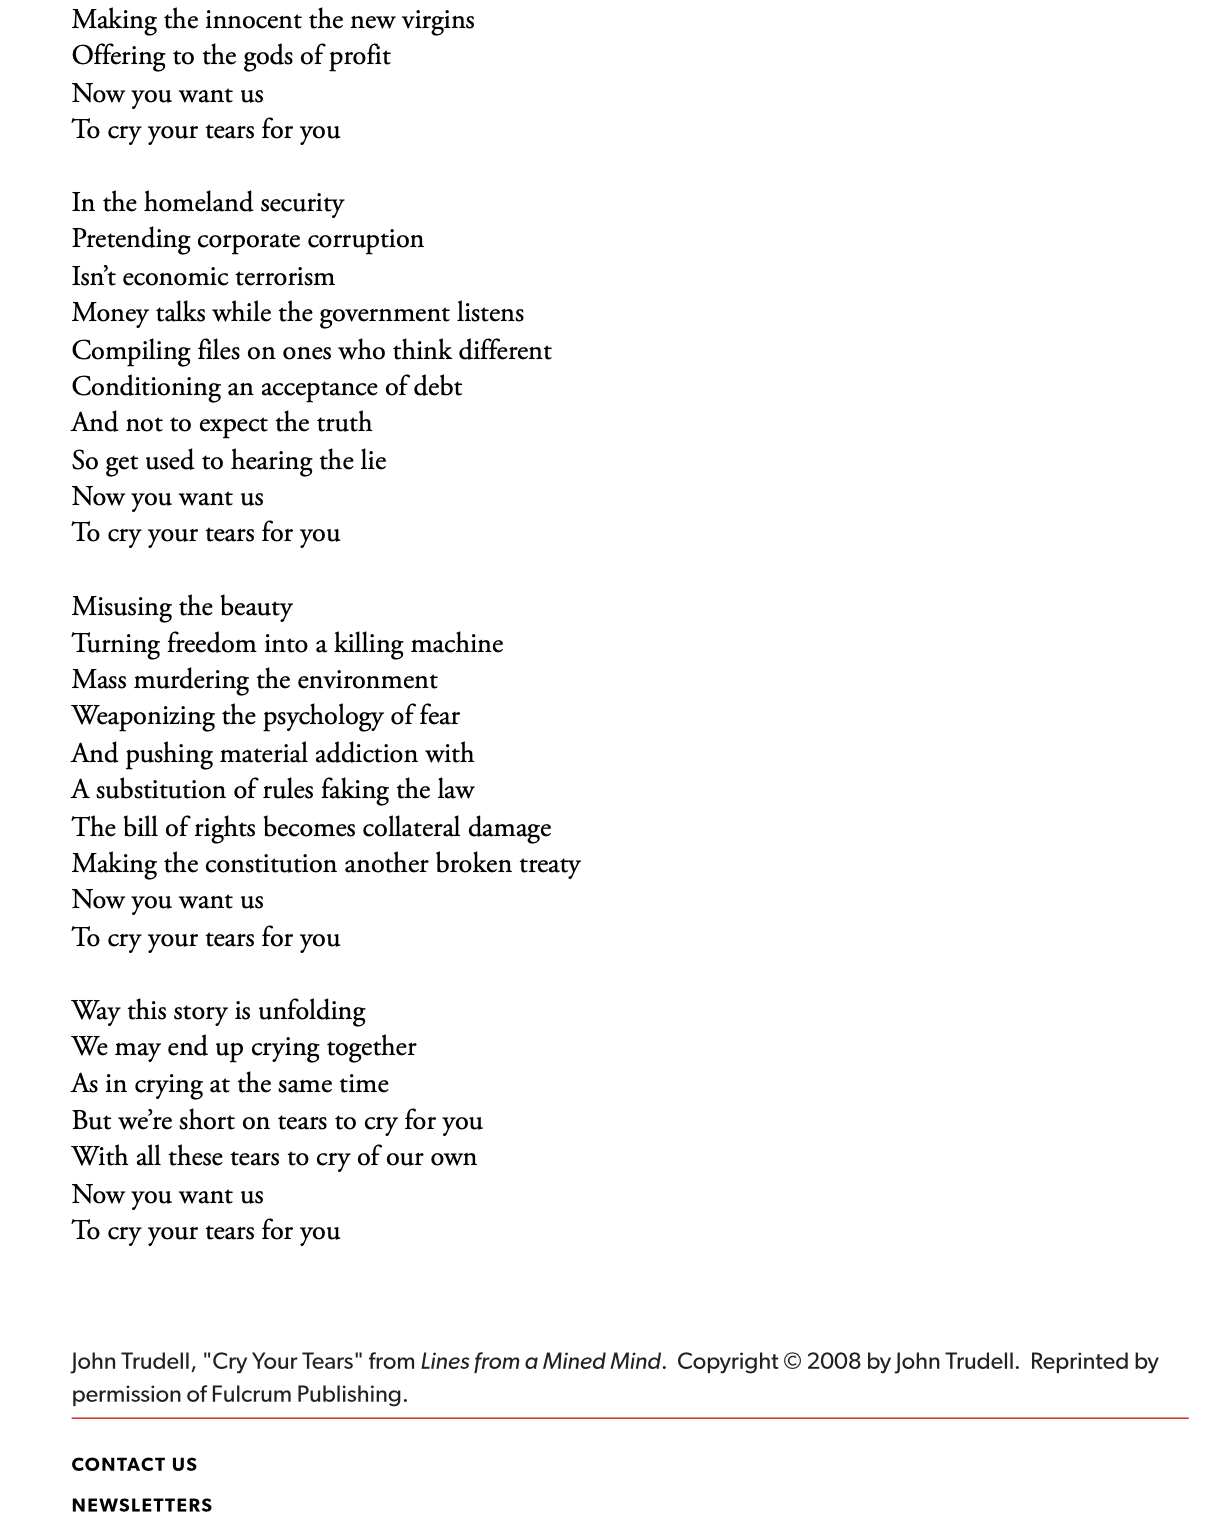 Making the innocent the new virgins
Offering to the gods of profit
Now you want us
To cry your tears for you

In the homeland security
Pretending corporate corruption
Isn’t economic terrorism
Money talks while the government listens
Compiling files on ones who think different
Conditioning an acceptance of debt
And not to expect the truth
So get used to hearing the lie
Now you want us
To cry your tears for you

Misusing the beauty
Turning freedom into a killing machine
Mass murdering the environment
Weaponizing the psychology of fear
And pushing material addiction with
A substitution of rules faking the law
The bill of rights becomes collateral damage
Making the constitution another broken treaty
Now you want us
To cry your tears for you

Way this story is unfolding
We may end up crying together
As in crying at the same time
But we’re short on tears to cry for you
With all these tears to cry of our own
Now you want us
To cry your tears for you

John Trudell, "Cry Your Tears" from Lines from a Mined Mind.  Copyright © 2008 by John Trudell.  Reprinted by
permission of Fulcrum Publishing.

CONTACT US
NEWSLETTERS